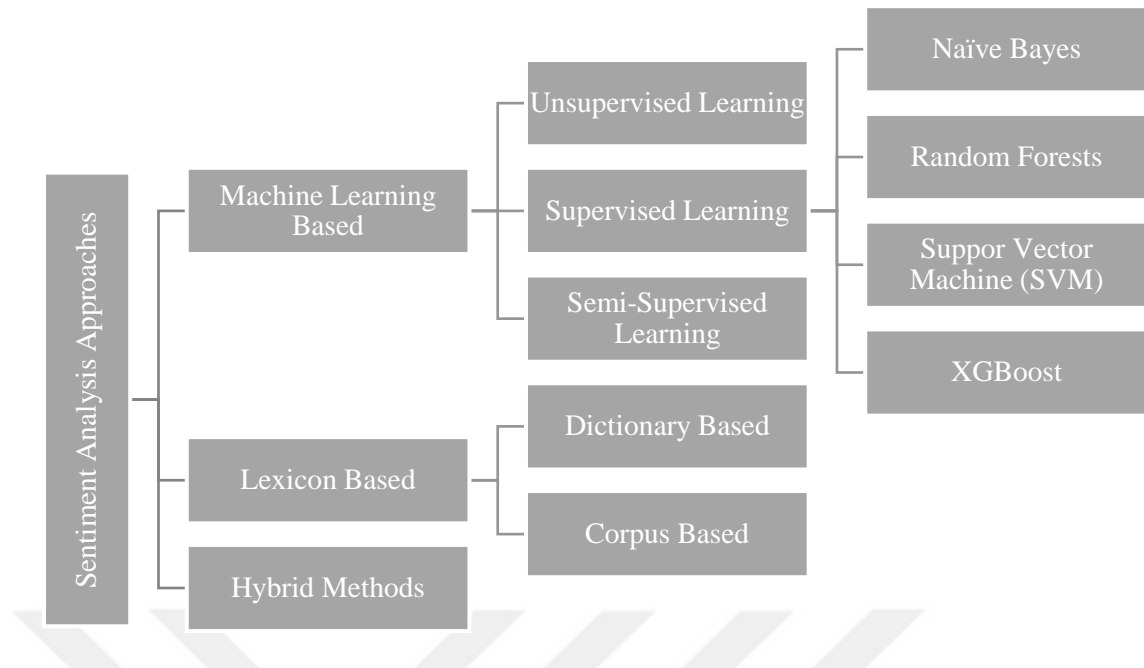 Sentiment Analysis Approaches
Machine Learning
Based
Lexicon Based
Hybrid Methods
Unsupervised Learning
Supervised Learning
Semi-Supervised
Learning
Dictionary Based
Corpus Based
Naïve Bayes
Random Forests
Suppor Vector
Machine (SVM)
XGBoost